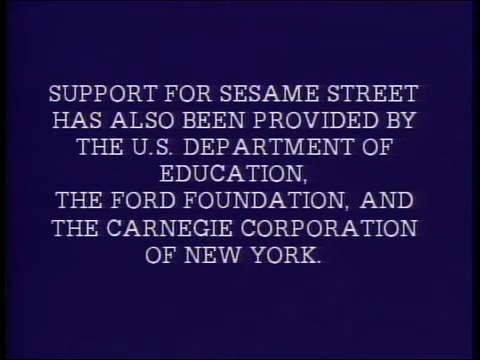 SUPPORT FOR SESAME STREET
HAS ALSO BEEN PROVIDED BY
THE U.S. DEPARTMENT OF
EDUCATION,
THE FORD FOUNDATION, AND
THE CARNEGIE CORPORATION
OF NEW YORK.